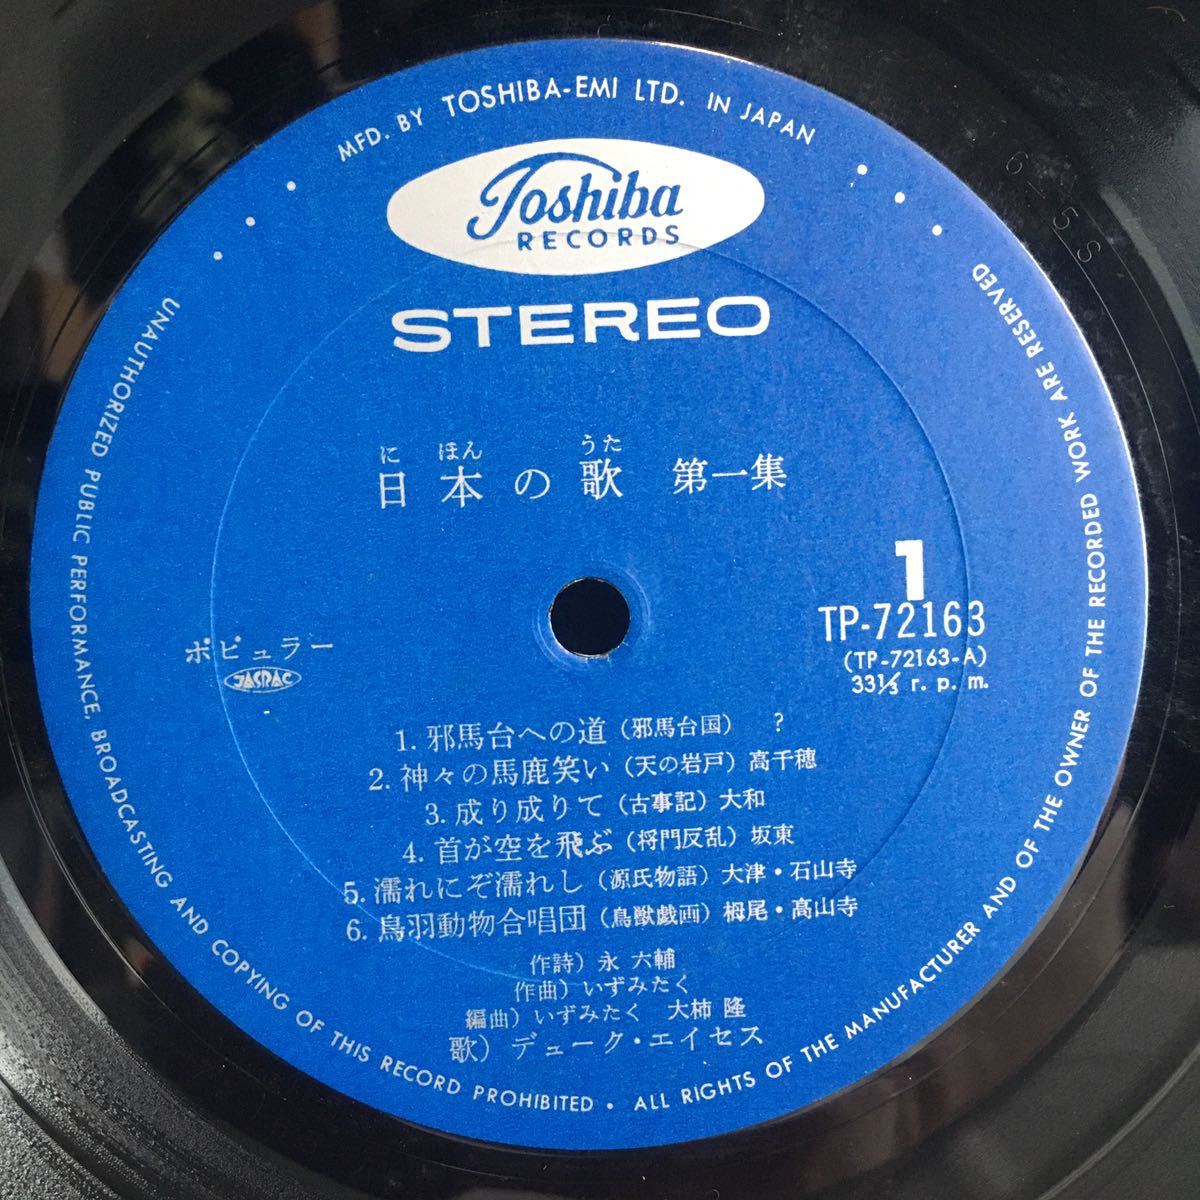 MFD. BY TOSHIBA-EMI LTD. IN JAPAN
Toshiba
RECORDS
STEREO
に ほん うた
日本の歌 第一集
1
TP-72163
(TP-72163-A)
33⅓ r. p. m.
ポピュラー
JASRAC
1. 邪馬台への道(邪馬台国) ?
2. 神々の馬鹿笑い(天の岩戸)高千穂
3. 成り成りて(古事記)大和
4. 首が空を飛ぶ(将門反乱)坂東
5. 濡れにぞ濡れし(源氏物語)大津・石山寺
6. 鳥羽動物合唱団(鳥獣戯画)栂尾・高山寺
作詩)永 六輔
作曲)いずみたく
編曲)いずみたく 大柿 隆
歌)デューク・エイセス
UNAUTHORIZED PUBLIC PERFORMANCE, BROADCASTING AND COPYING OF THIS RECORD PROHIBITED • ALL RIGHTS OF THE MANUFACTURER AND OF THE OWNER OF THE RECORDED WORK ARE RESERVED